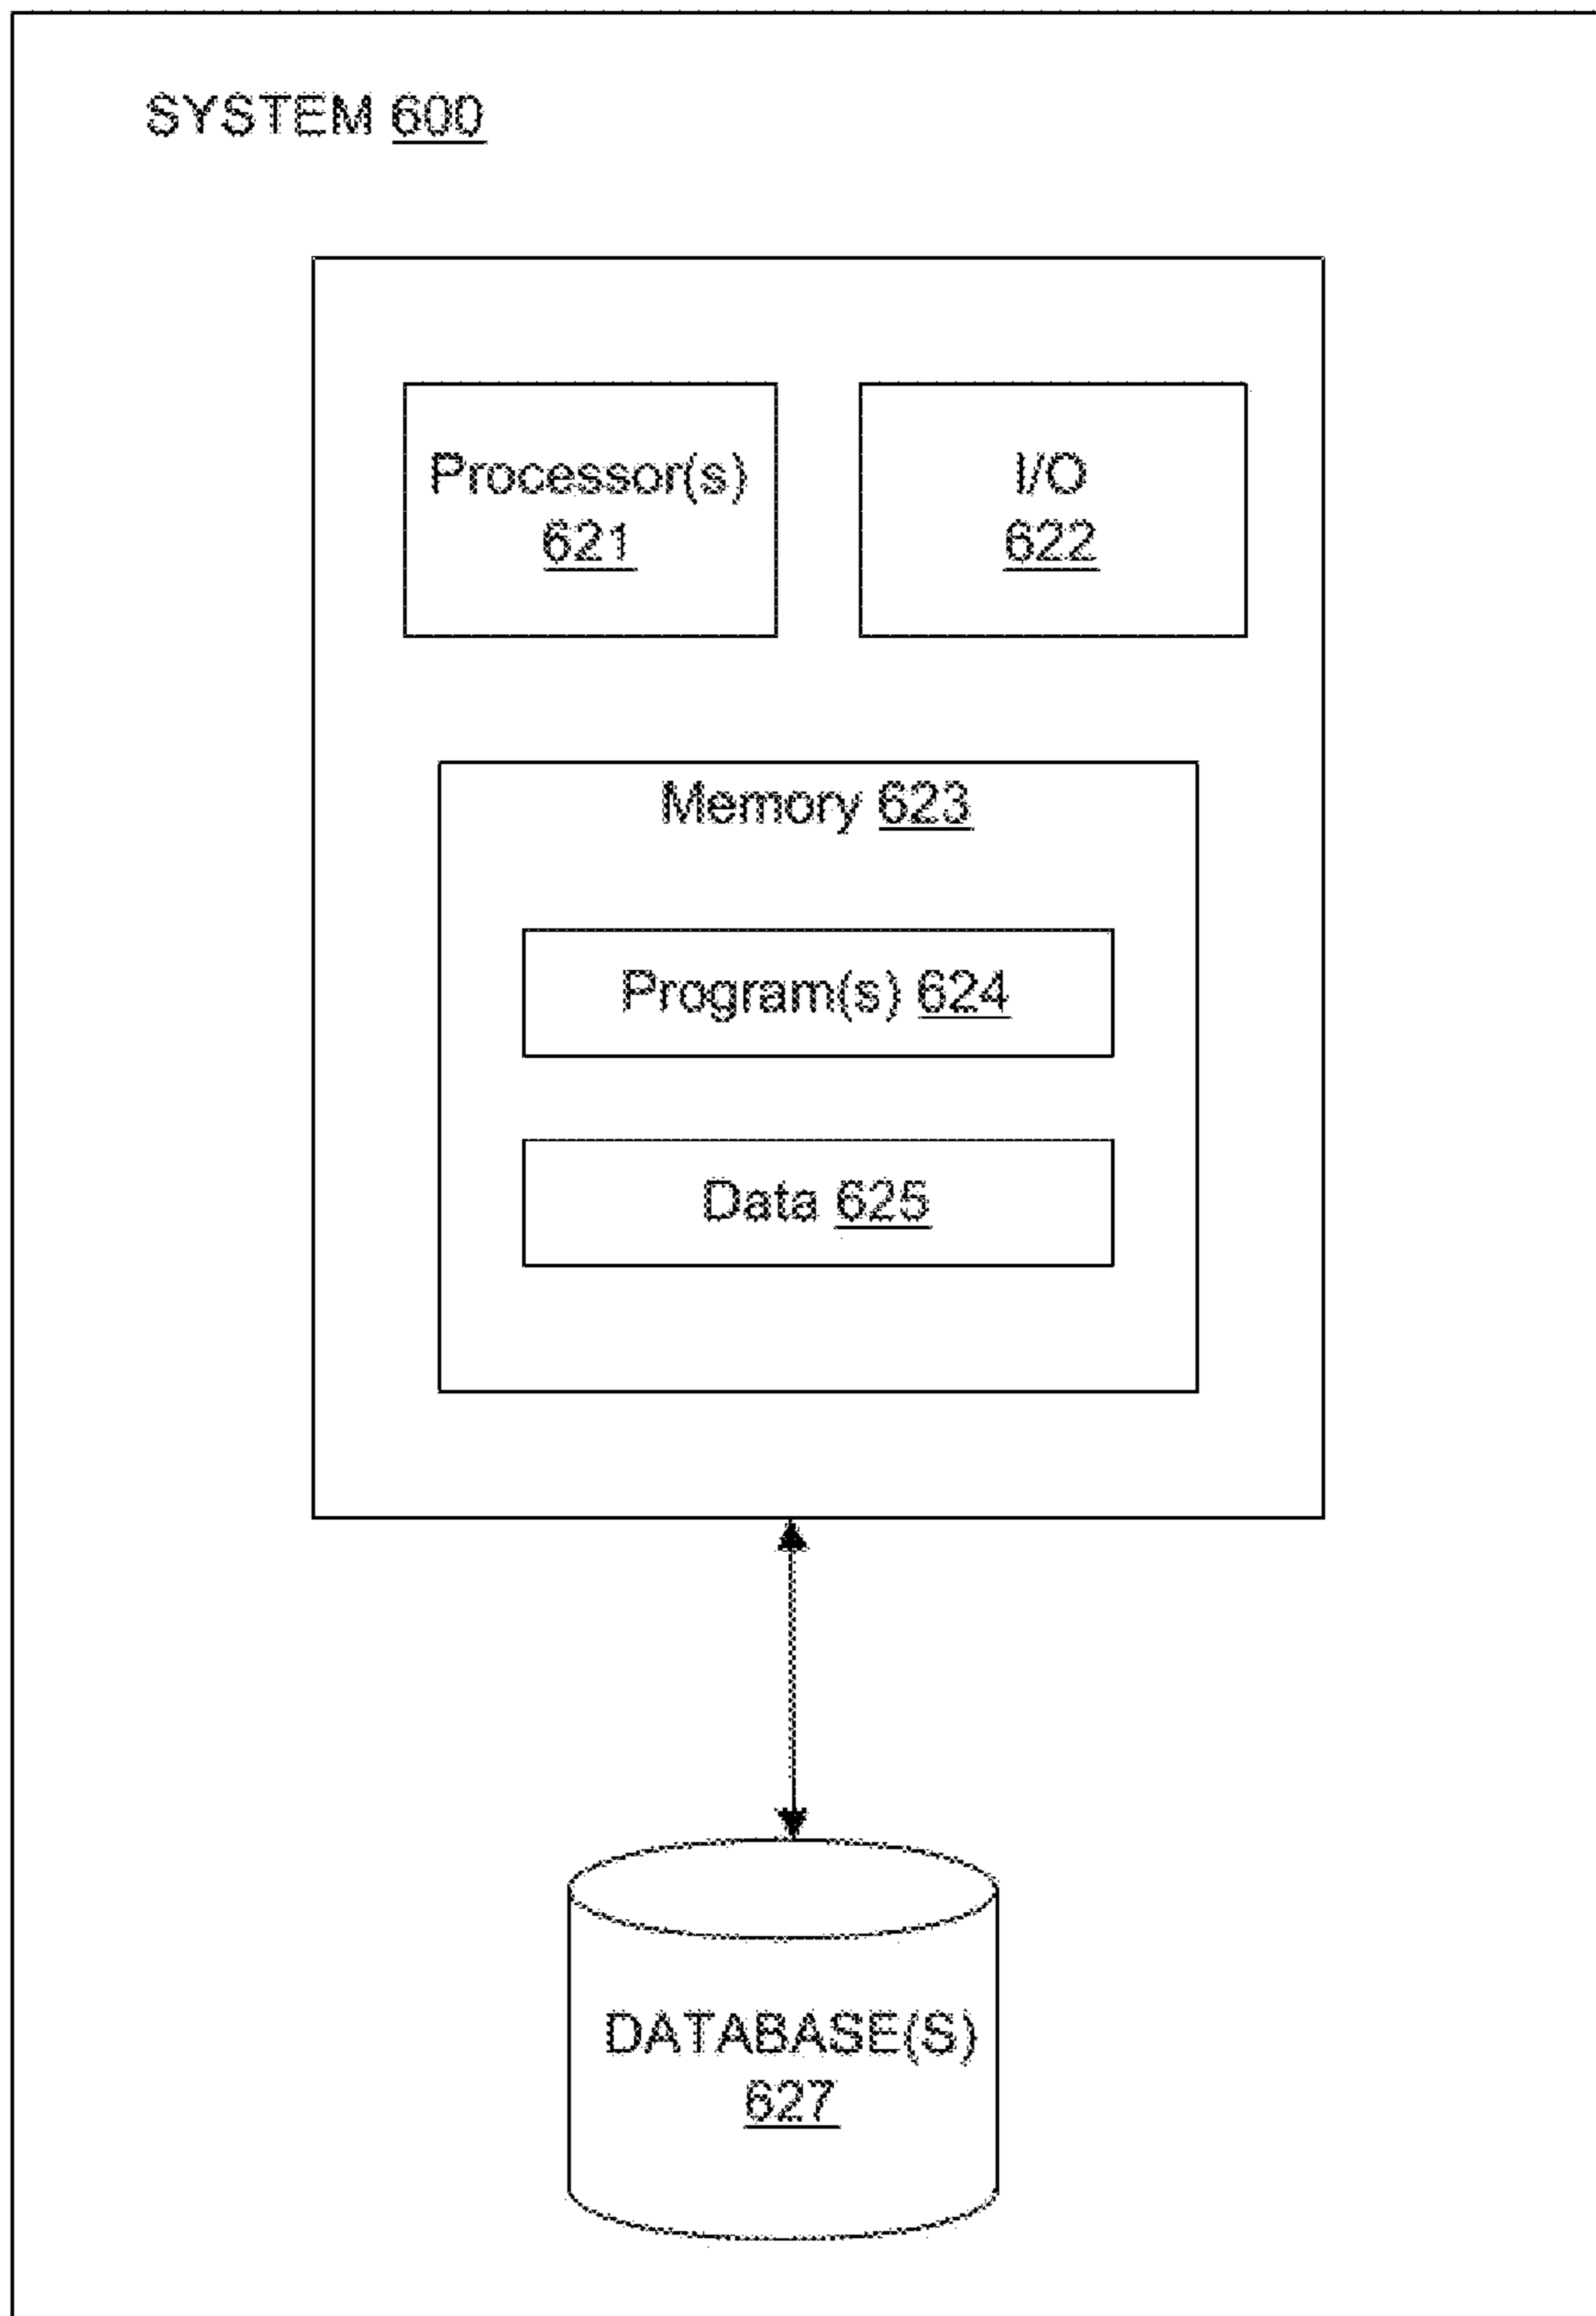 SYSTEM 600
Processor(s)
621
I/O
622
Memory 623
Program(s) 624
Data 625
DATABASE(S)
627